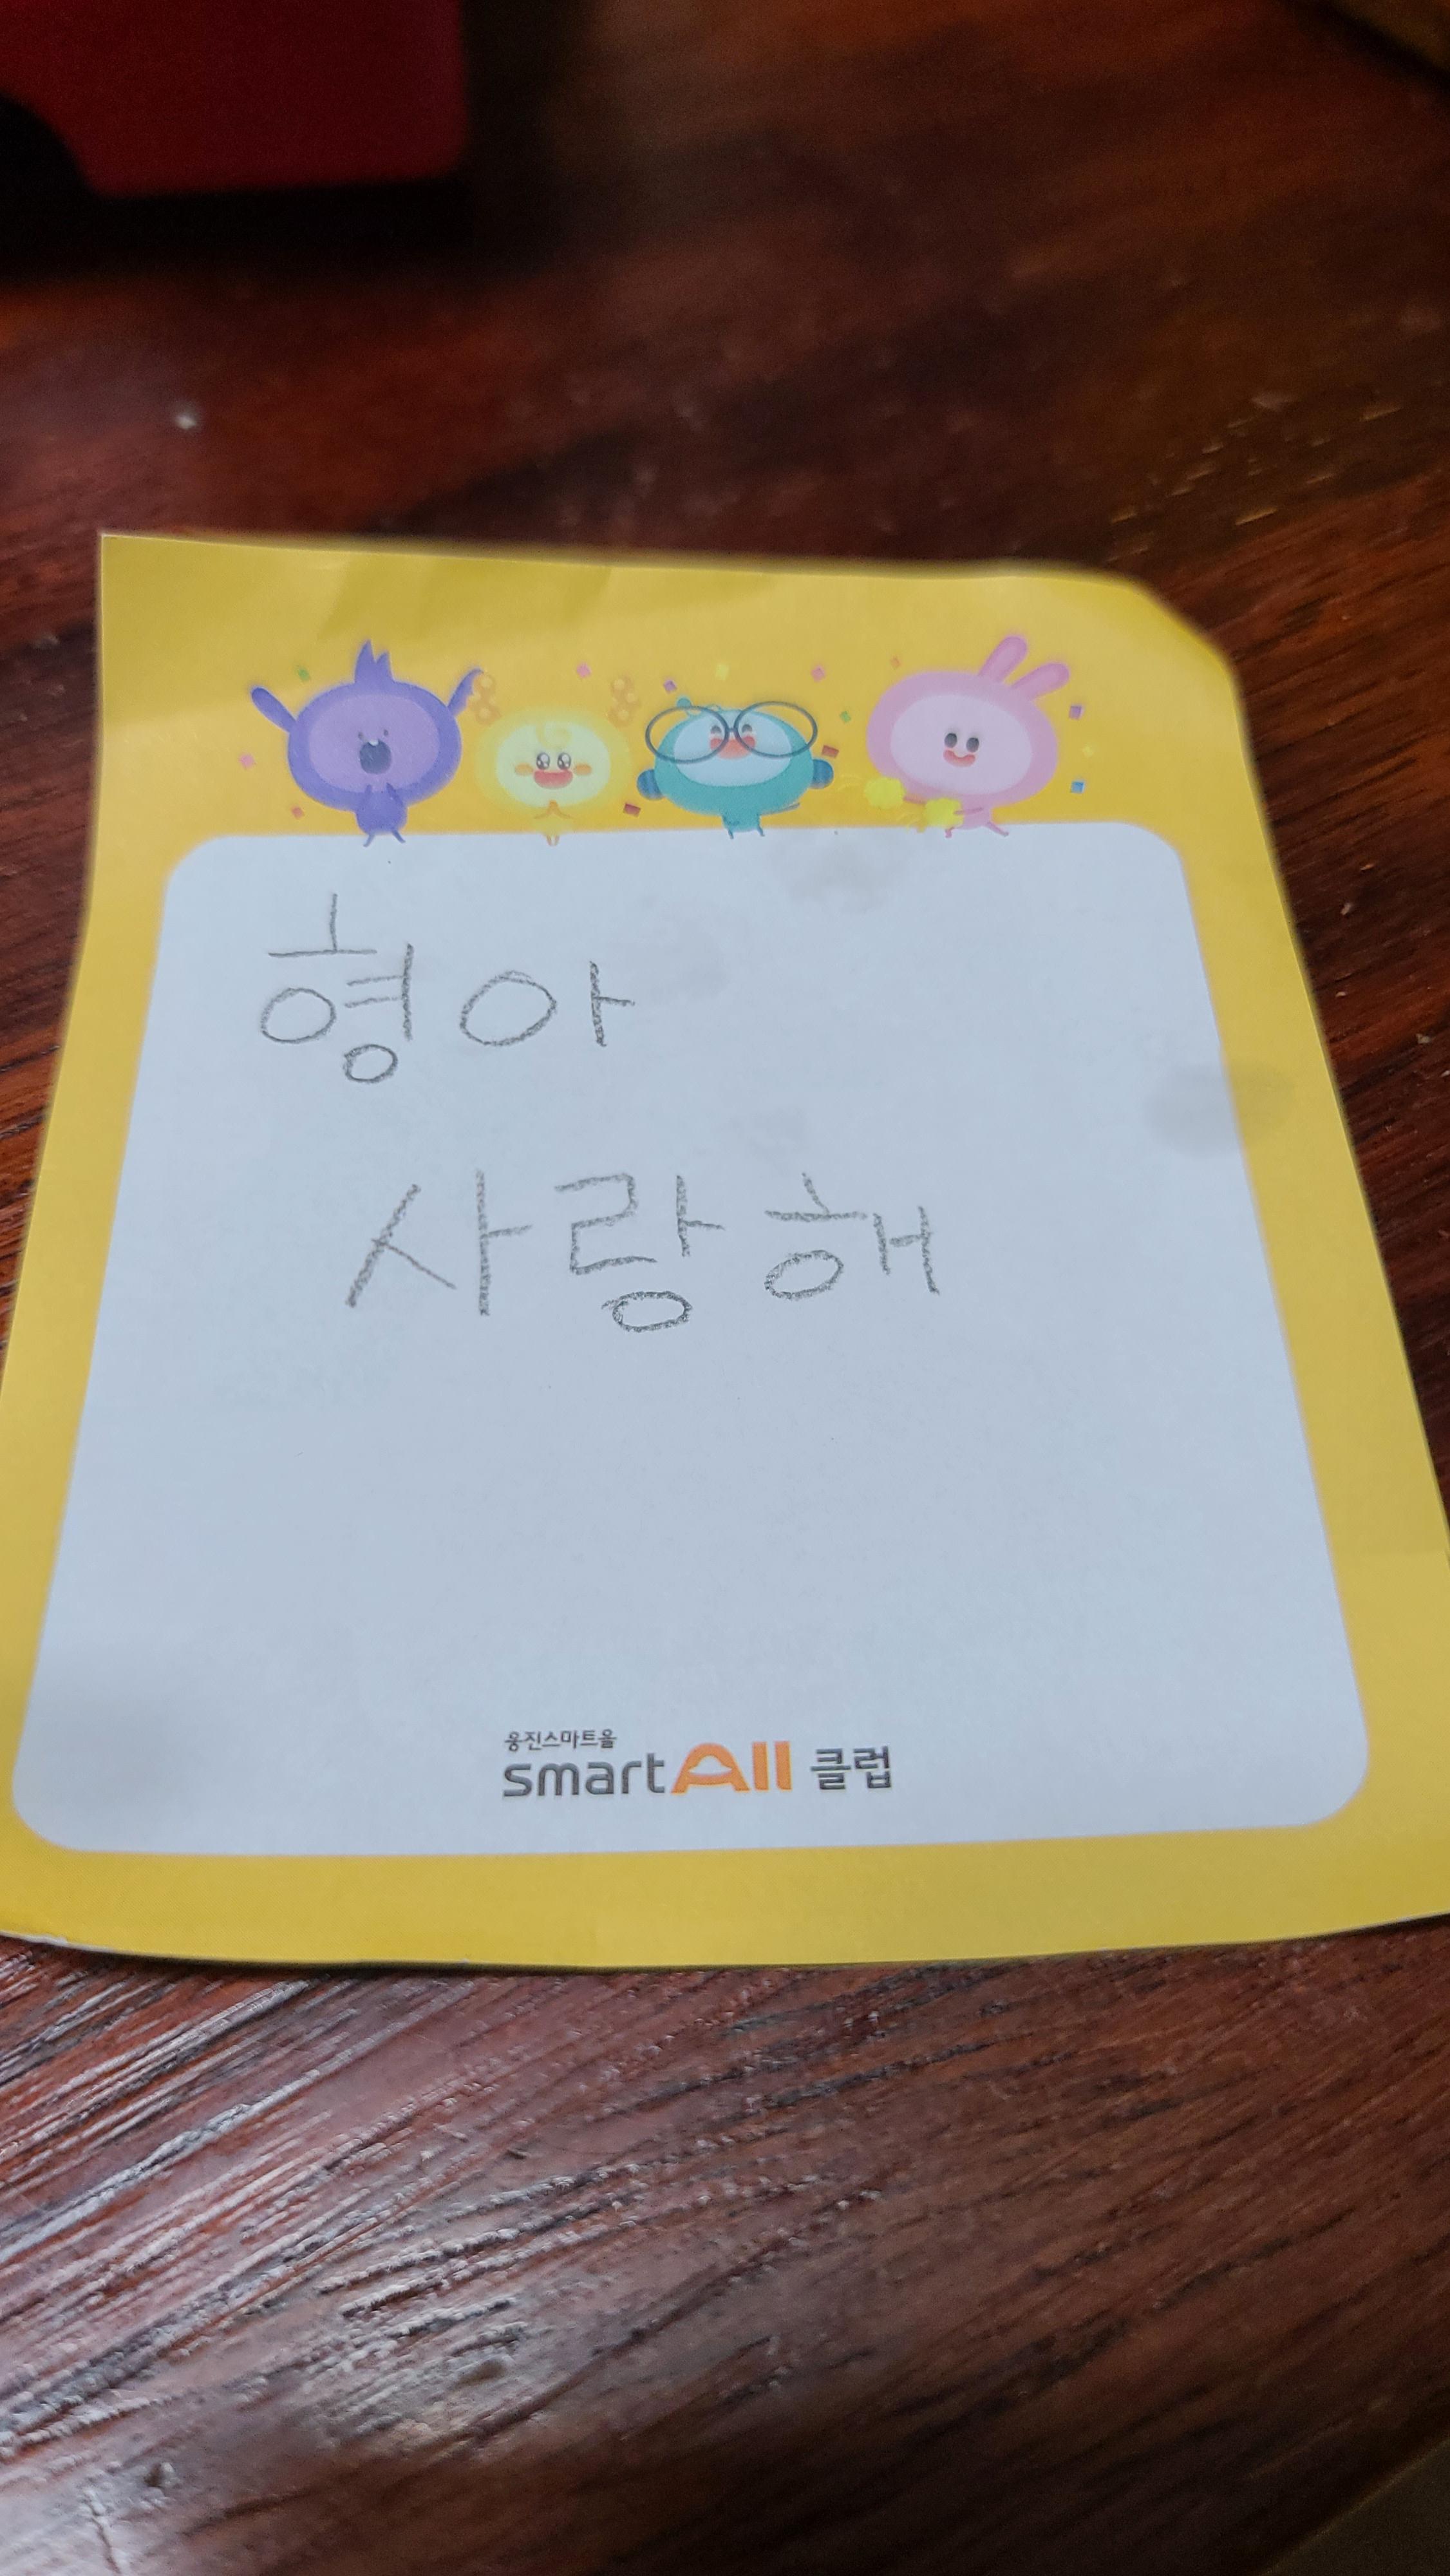 형아
사랑해
웅진스마트올
smartAll 클럽